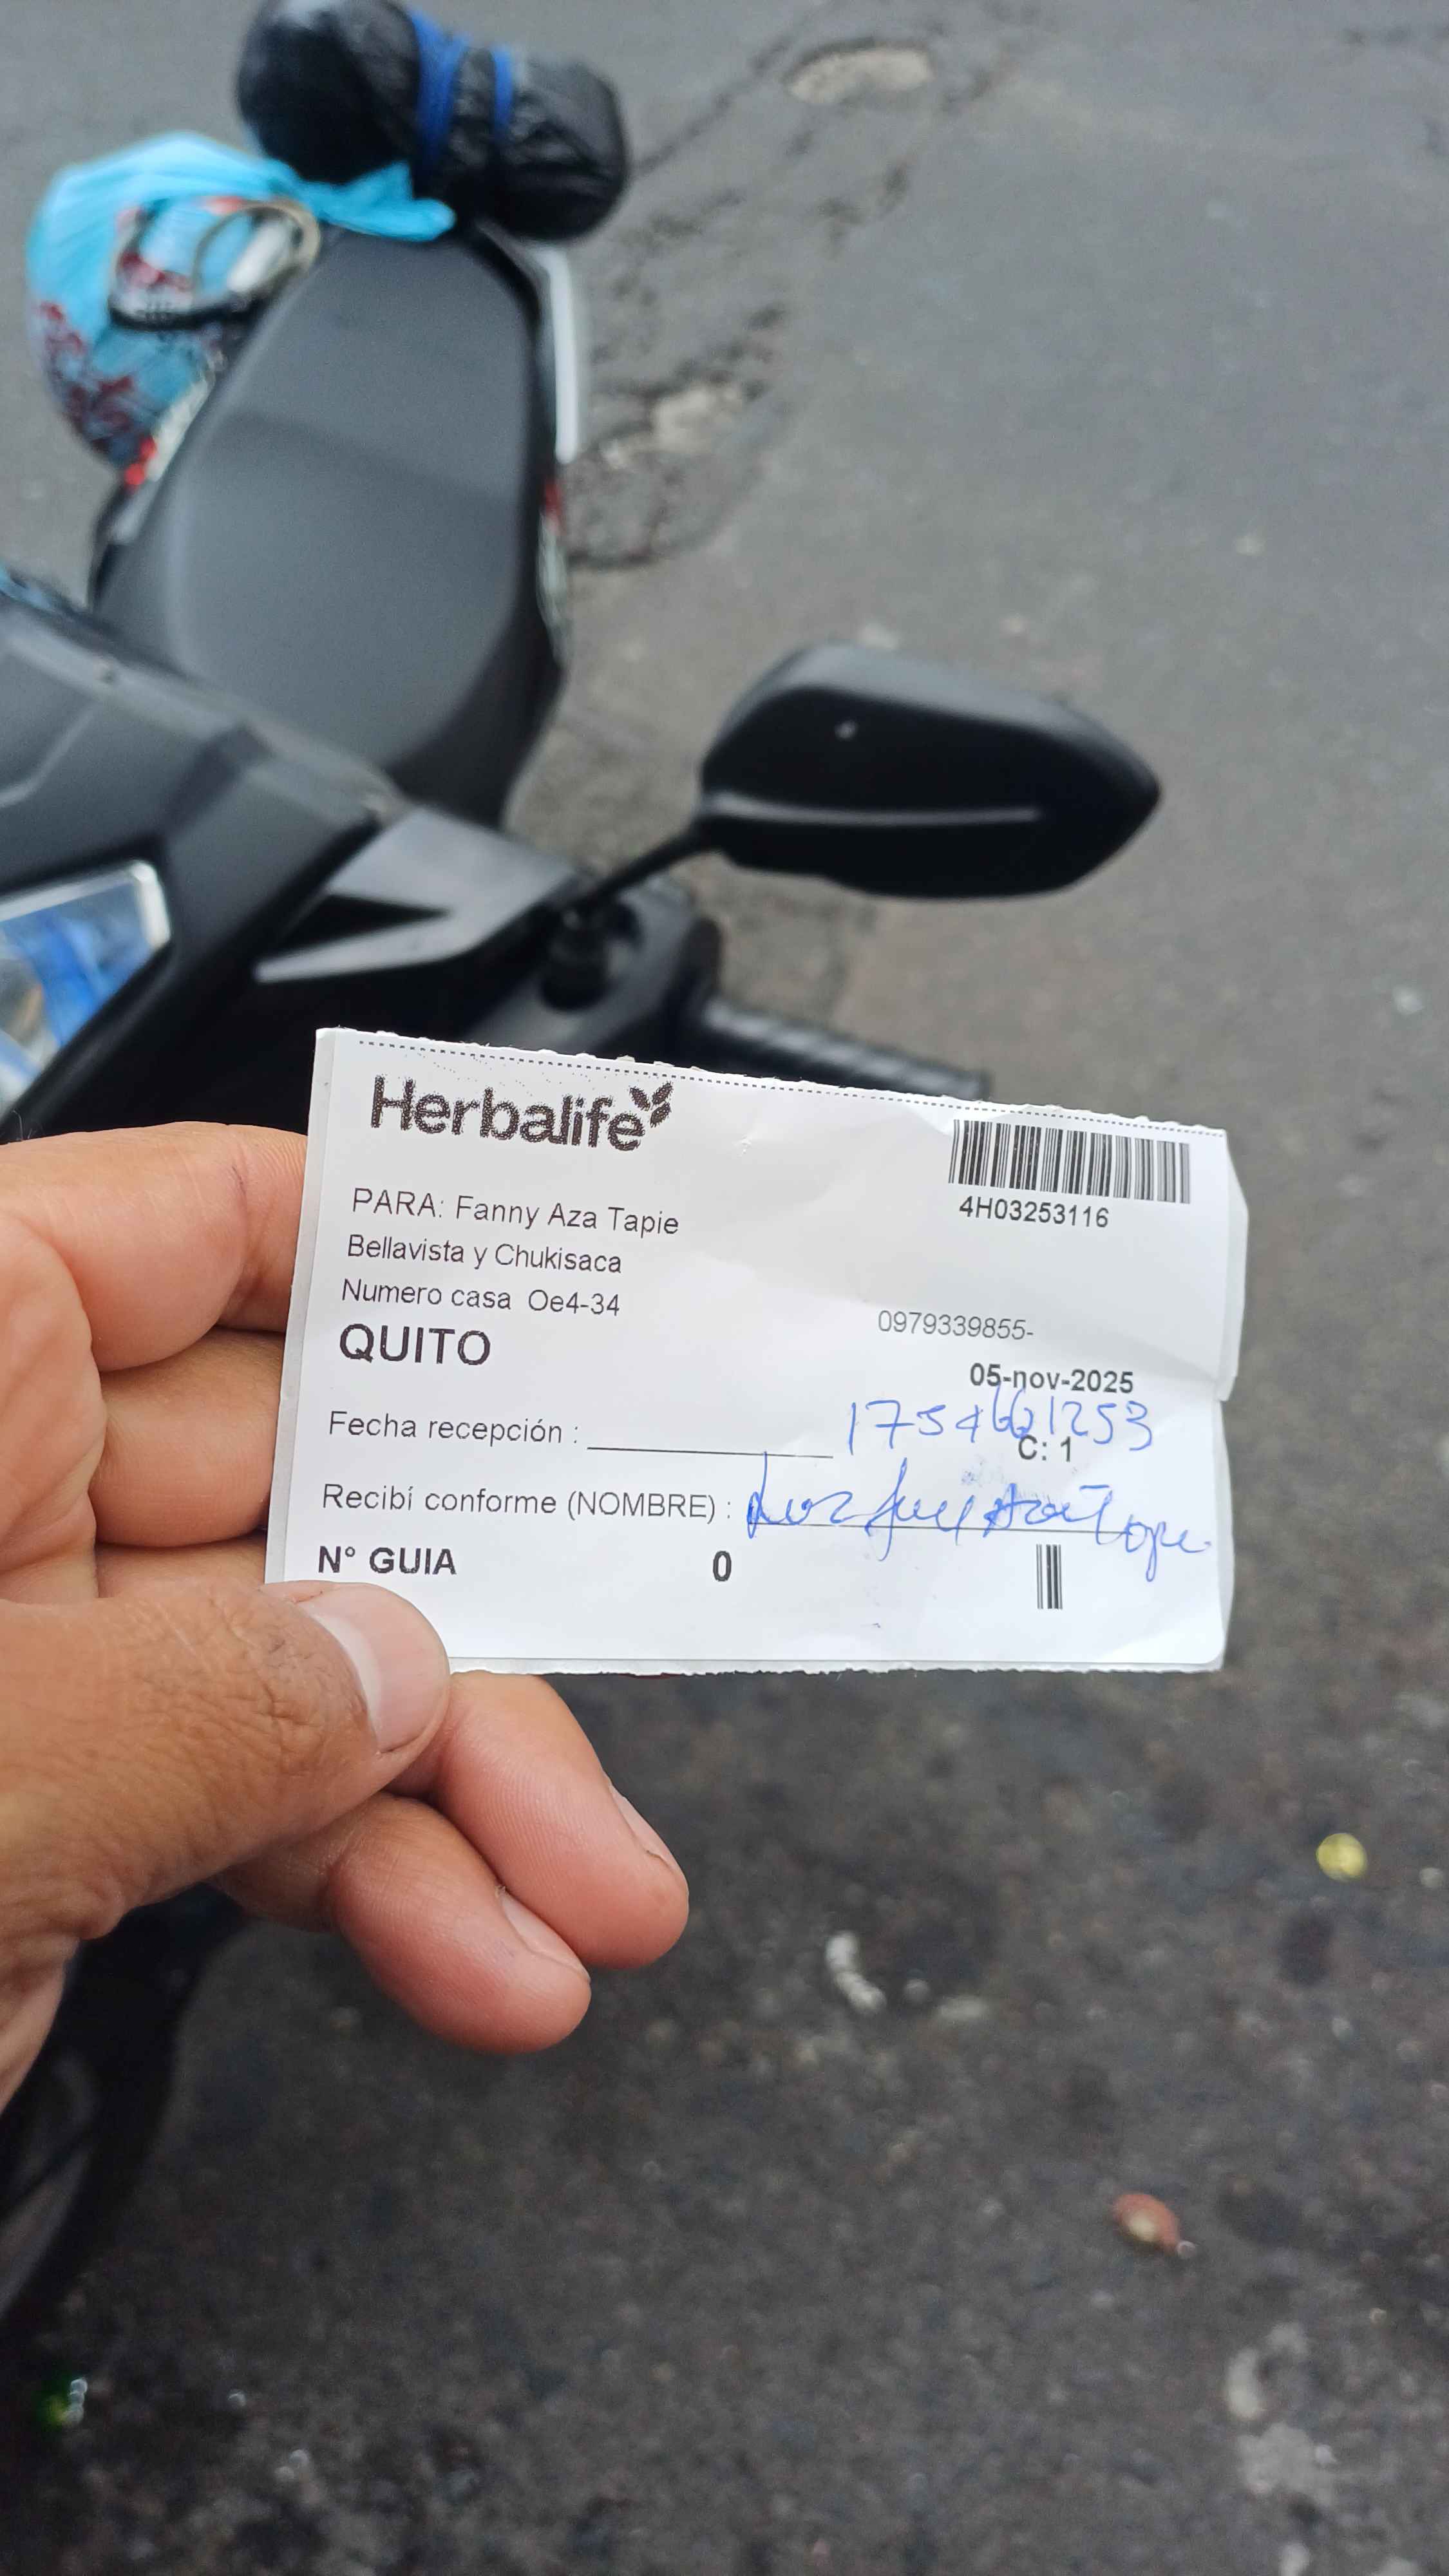 Herbalife
4H03253116
PARA: Fanny Aza Tapie
Bellavista y Chukisaca
Numero casa Oe4-34
0979339855-
QUITO
05-nov-2025
Fecha recepción :
C: 1
Recibí conforme (NOMBRE) : Luz
N° GUIA 0